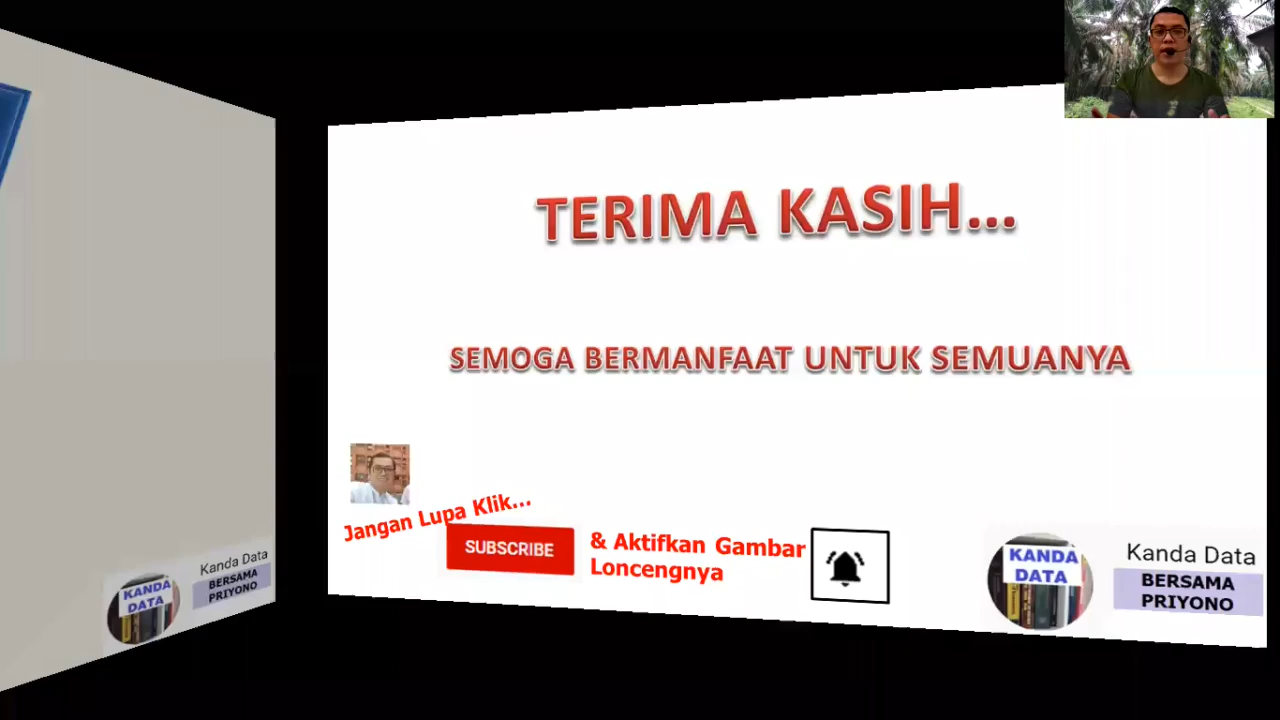 TERIMA KASIH...
SEMOGA BERMANFAAT UNTUK SEMUANYA
Jangan Lupa Klik...
SUBSCRIBE
& Aktifkan Gambar
Loncengnya
KANDA
DATA
Kanda Data
BERSAMA
PRIYONO
KANDA
DATA
Kanda Data
BERSAMA
PRIYONO